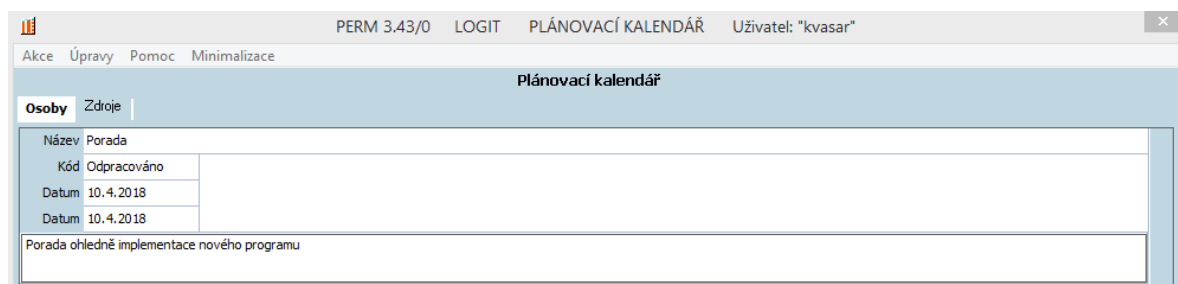 PERM 3.43/0 LOGIT PLÁNOVACÍ KALENDÁŘ Uživatel: "kvasar"
Akce Úpravy Pomoc Minimalizace
Plánovací kalendář
Osoby Zdroje
Název Porada
Kód Odpracováno
Datum 10.4.2018
Datum 10.4.2018
Porada ohledně implementace nového programu